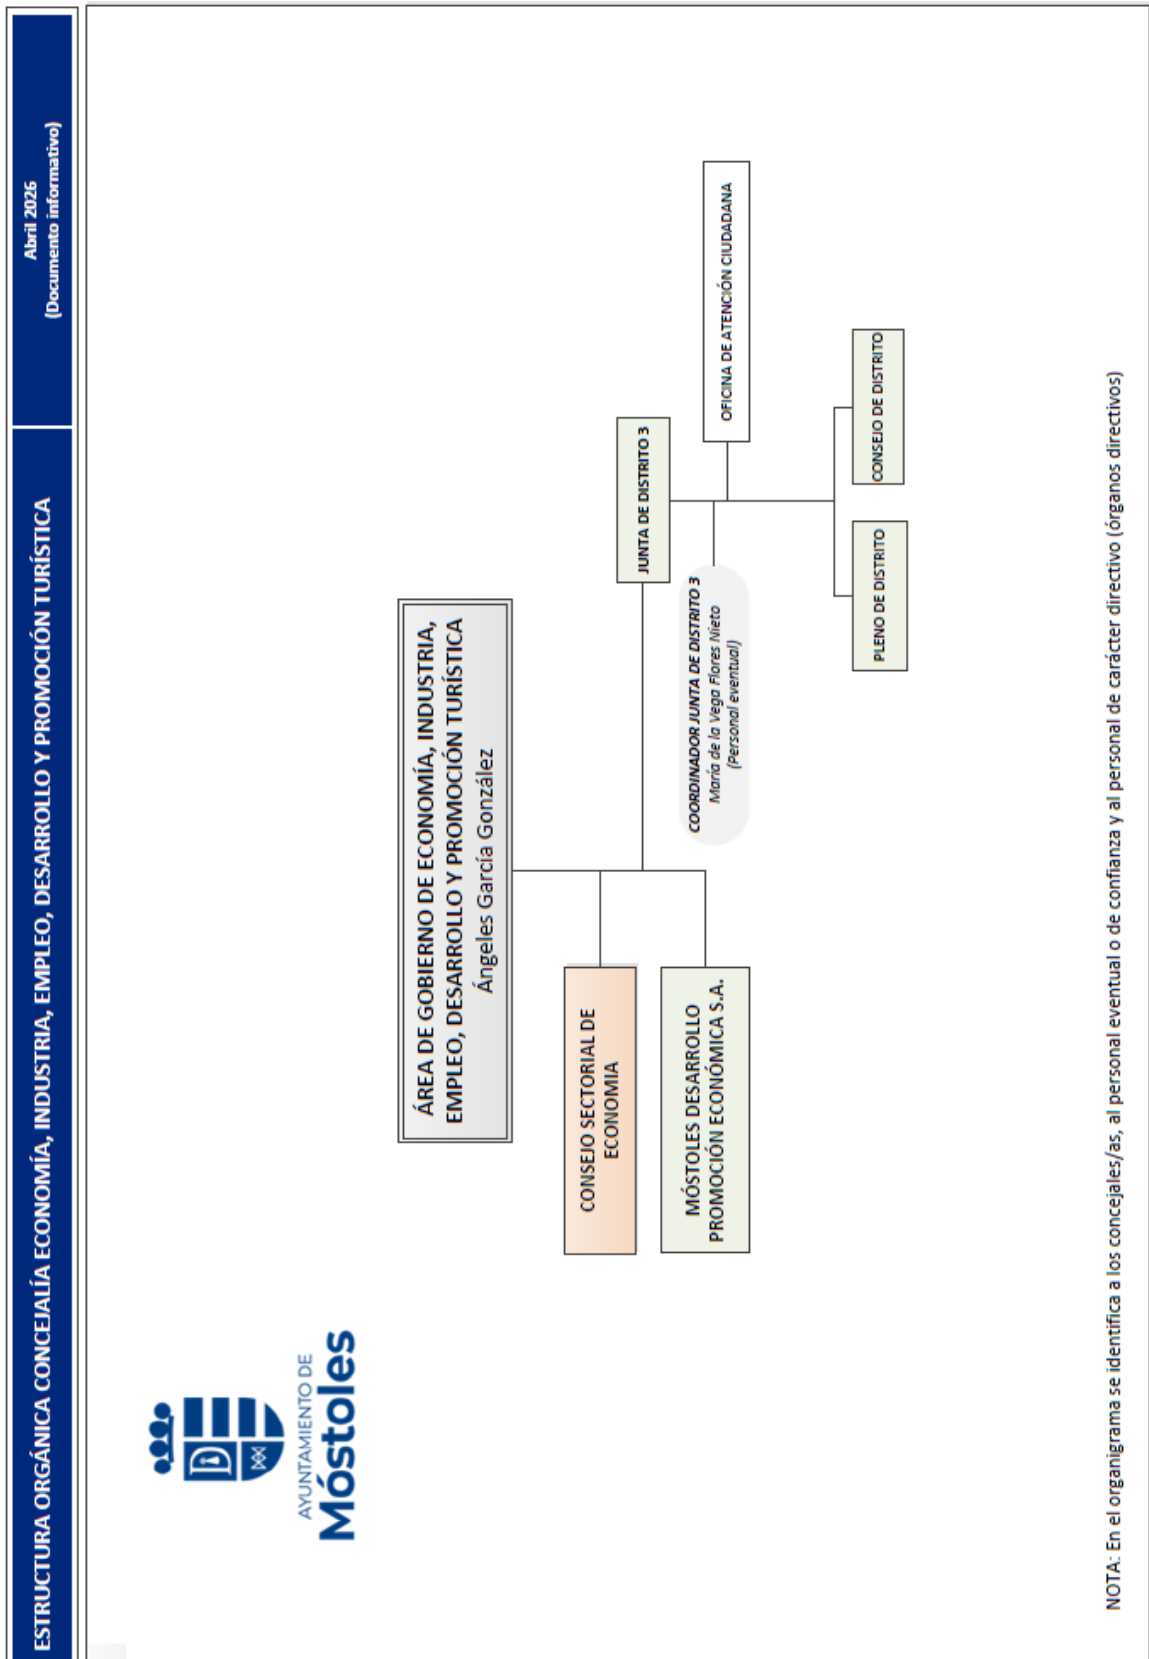 ESTRUCTURA ORGÁNICA CONCEJALÍA ECONOMÍA, INDUSTRIA, EMPLEO, DESARROLLO Y PROMOCIÓN TURÍSTICA
Abril 2026
(Documento informativo)
AYUNTAMIENTO DE
Móstoles
ÁREA DE GOBIERNO DE ECONOMÍA, INDUSTRIA,
EMPLEO, DESARROLLO Y PROMOCIÓN TURÍSTICA
Ángeles García González
CONSEJO SECTORIAL DE
ECONOMIA
MÓSTOLES DESARROLLO
PROMOCIÓN ECONÓMICA S.A.
JUNTA DE DISTRITO 3
COORDINADOR JUNTA DE DISTRITO 3
María de la Vega Flores Nieto
(Personal eventual)
OFICINA DE ATENCIÓN CIUDADANA
PLENO DE DISTRITO
CONSEJO DE DISTRITO
NOTA: En el organigrama se identifica a los concejales/as, al personal eventual o de confianza y al personal de carácter directivo (órganos directivos)